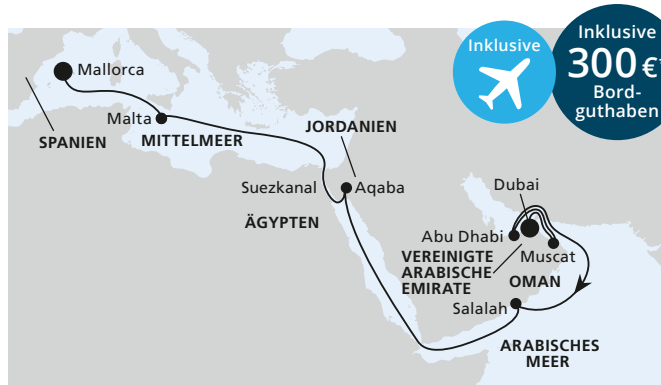 Inklusive
Inklusive
300 €*
Bord-
guthaben
Mallorca
Malta
SPANIEN
MITTELMEER
JORDANIEN
Suezkanal
Aqaba
ÄGYPTEN
Dubai
Abu Dhabi
VEREINIGTE
ARABISCHE
EMIRATE
Muscat
OMAN
Salalah
ARABISCHES
MEER